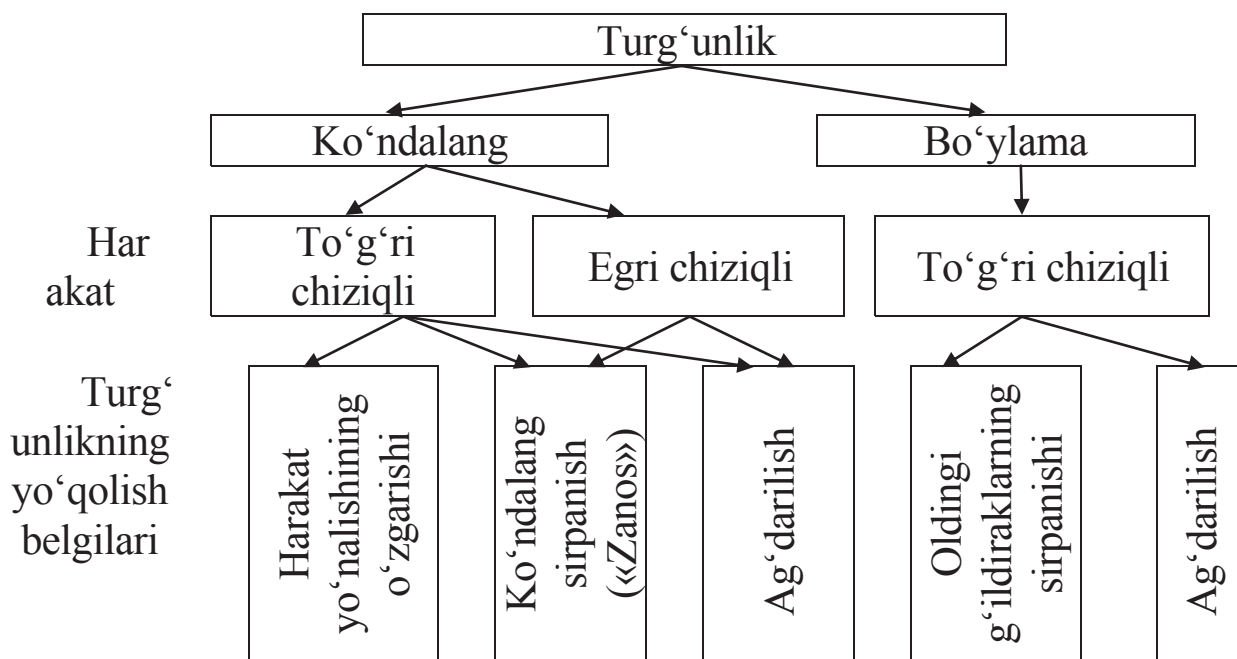 Turg‘unlik
Ko‘ndalang
Bo‘ylama
Har
akat
To‘g‘ri
chiziqli
Egri chiziqli
To‘g‘ri chiziqli
Turg‘
unlikning
yo‘qolish
belgilari
Harakat
yo‘nalishining
o‘zgarishi
Ko‘ndalang
sirpanish
(«Zanos»)
Ag‘darilish
Oldingi
g‘ildiraklarning
sirpanishi
Ag‘darilish